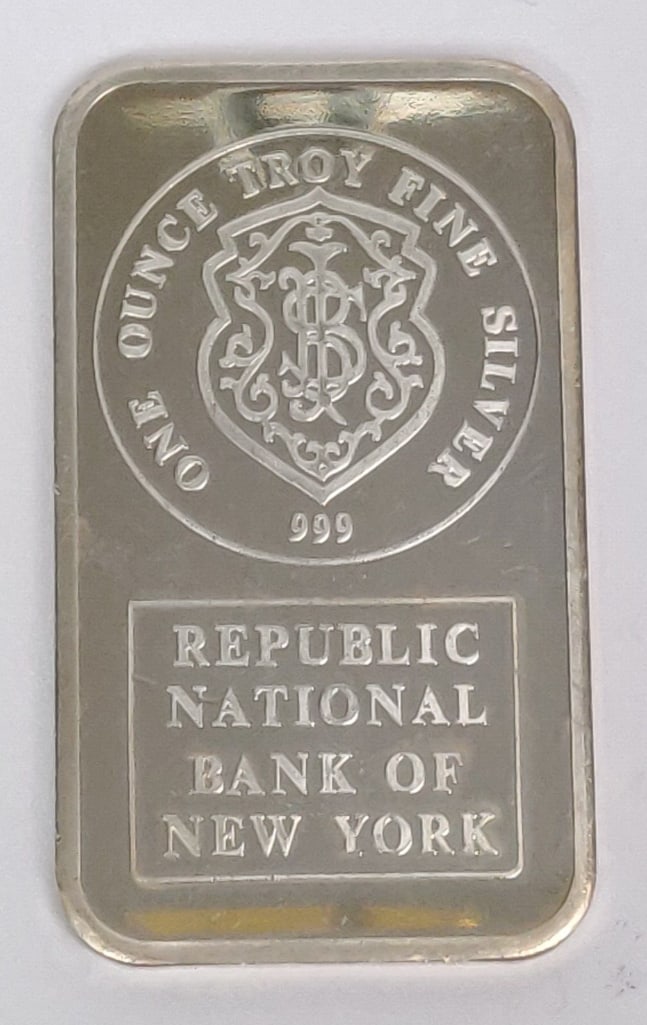 ONE OUNCE TROY FINE SILVER
999
REPUBLIC
NATIONAL
BANK OF
NEW YORK